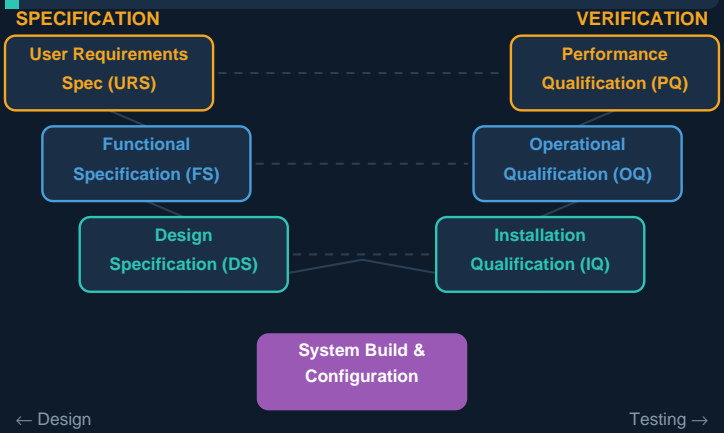 SPECIFICATION
VERIFICATION
User Requirements
Spec (URS)
Performance
Qualification (PQ)
Functional
Specification (FS)
Operational
Qualification (OQ)
Design
Specification (DS)
Installation
Qualification (IQ)
System Build &
Configuration
← Design
Testing →